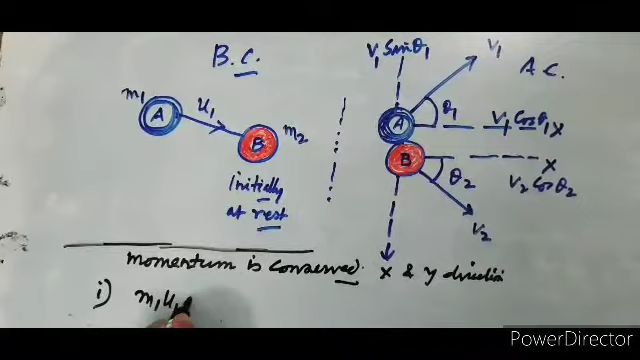 B.C.
m1
A
u1
B
m2
initially
at rest
V1 Sinθ1
V1
A C.
θ1
A
V1 Cosθ1 X
B
X
θ2
V2 Cosθ2
V2
momentum is conserved. X & Y direction
i) m1u1
PowerDirector